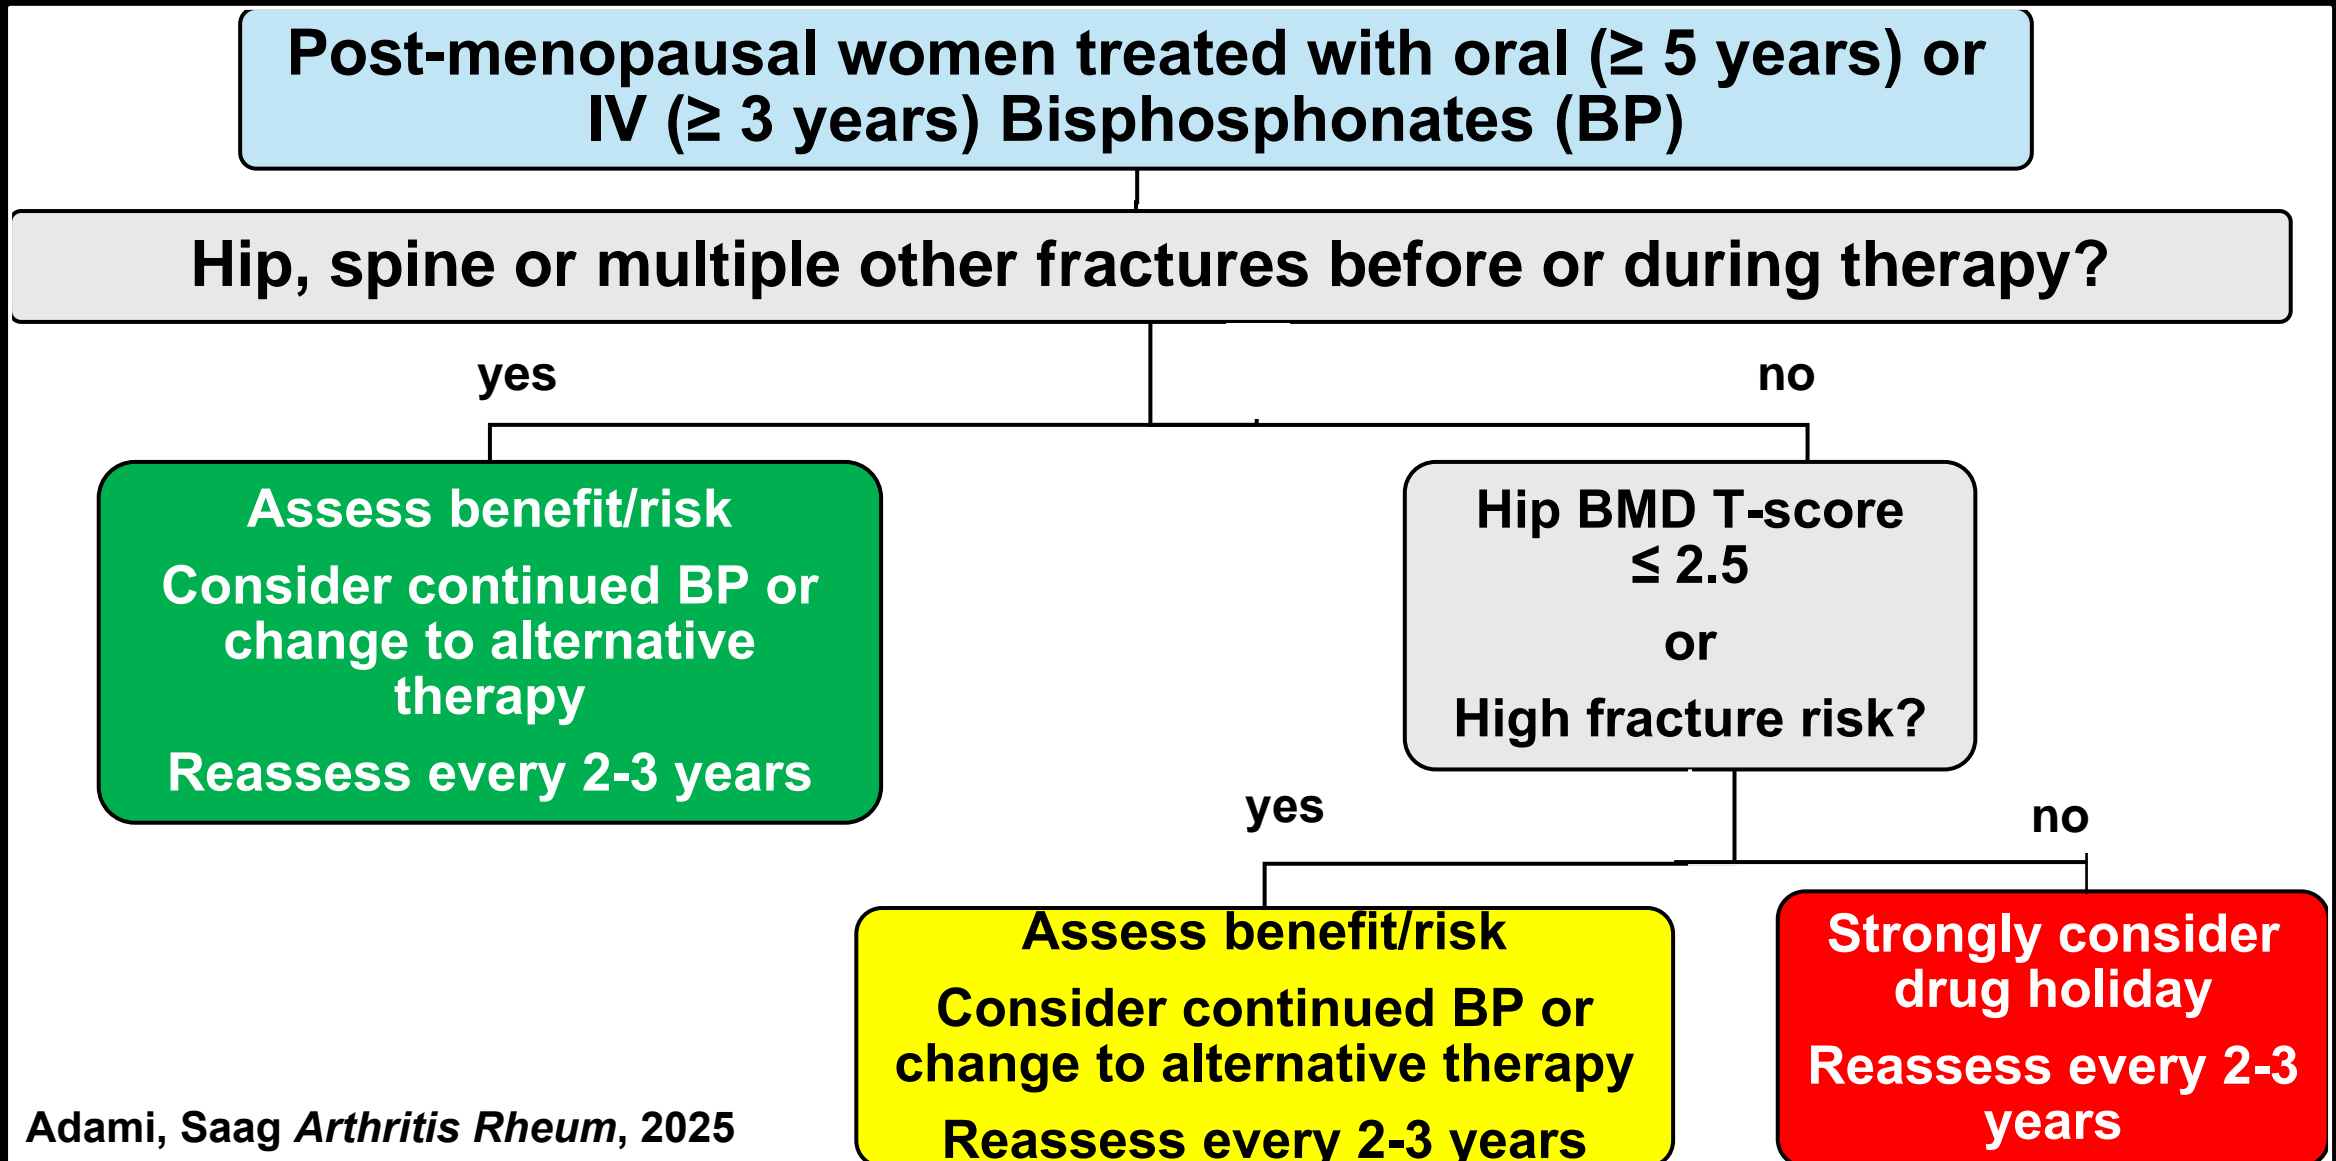 Post-menopausal women treated with oral (≥ 5 years) or
IV (≥ 3 years) Bisphosphonates (BP)
Hip, spine or multiple other fractures before or during therapy?
yes
no
Assess benefit/risk
Consider continued BP or
change to alternative
therapy
Reassess every 2-3 years
Hip BMD T-score
≤ 2.5
or
High fracture risk?
yes
no
Assess benefit/risk
Consider continued BP or
change to alternative therapy
Reassess every 2-3 years
Strongly consider
drug holiday
Reassess every 2-3
years
Adami, Saag Arthritis Rheum, 2025